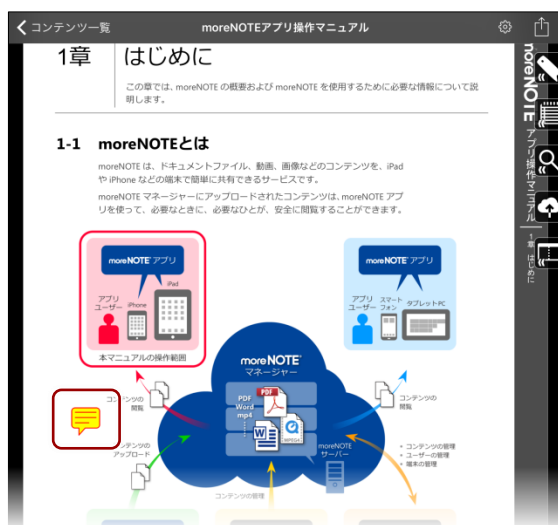 コンテンツ一覧
moreNOTEアプリ操作マニュアル
1章 はじめに
この章では、moreNOTE の概要および moreNOTE を使用するために必要な情報について説
明します。
1-1 moreNOTEとは
moreNOTE は、ドキュメントファイル、動画、画像などのコンテンツを、iPad
や iPhone などの端末で簡単に共有できるサービスです。
moreNOTE マネージャーにアップロードされたコンテンツは、moreNOTE アプ
リを使って、必要なときに、必要なひとが、安全に閲覧することができます。
moreNOTE アプリ
アプリ
ユーザー
iPhone
iPad
本マニュアルの操作範囲
moreNOTE アプリ
アプリ
ユーザー
スマート
フォン
タブレットPC
moreNOTE
マネージャー
PDF
Word
mp4
PDF
W
MPEG4
moreNOTE
サーバー
コンテンツの
閲覧
コンテンツの
閲覧
コンテンツの
アップロード
コンテンツの管理
• コンテンツの管理
• ユーザーの管理
• 端末の管理
moreNOTE アプリ操作マニュアル
1章 はじめに